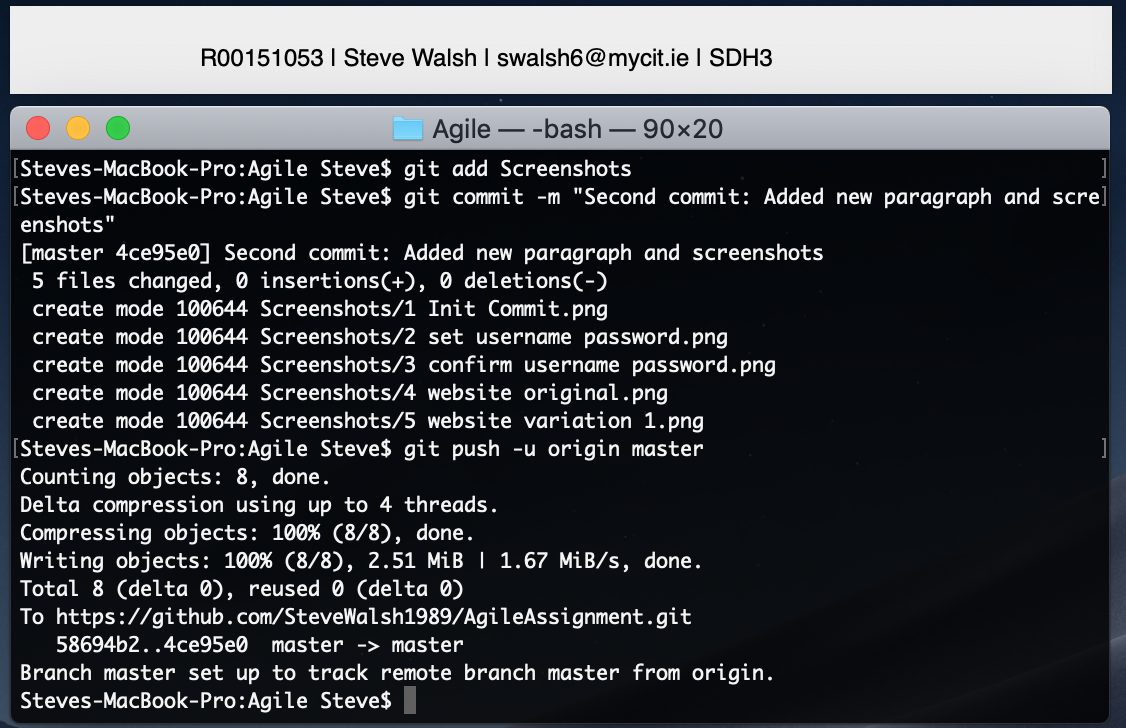 R00151053 | Steve Walsh | swalsh6@mycit.ie | SDH3
Agile — -bash — 90×20
[Steves-MacBook-Pro:Agile Steve$ git add Screenshots ]
[Steves-MacBook-Pro:Agile Steve$ git commit -m "Second commit: Added new paragraph and scre]
enshots"
[master 4ce95e0] Second commit: Added new paragraph and screenshots
5 files changed, 0 insertions(+), 0 deletions(-)
create mode 100644 Screenshots/1 Init Commit.png
create mode 100644 Screenshots/2 set username password.png
create mode 100644 Screenshots/3 confirm username password.png
create mode 100644 Screenshots/4 website original.png
create mode 100644 Screenshots/5 website variation 1.png
[Steves-MacBook-Pro:Agile Steve$ git push -u origin master ]
Counting objects: 8, done.
Delta compression using up to 4 threads.
Compressing objects: 100% (8/8), done.
Writing objects: 100% (8/8), 2.51 MiB | 1.67 MiB/s, done.
Total 8 (delta 0), reused 0 (delta 0)
To https://github.com/SteveWalsh1989/AgileAssignment.git
58694b2..4ce95e0  master -> master
Branch master set up to track remote branch master from origin.
Steves-MacBook-Pro:Agile Steve$